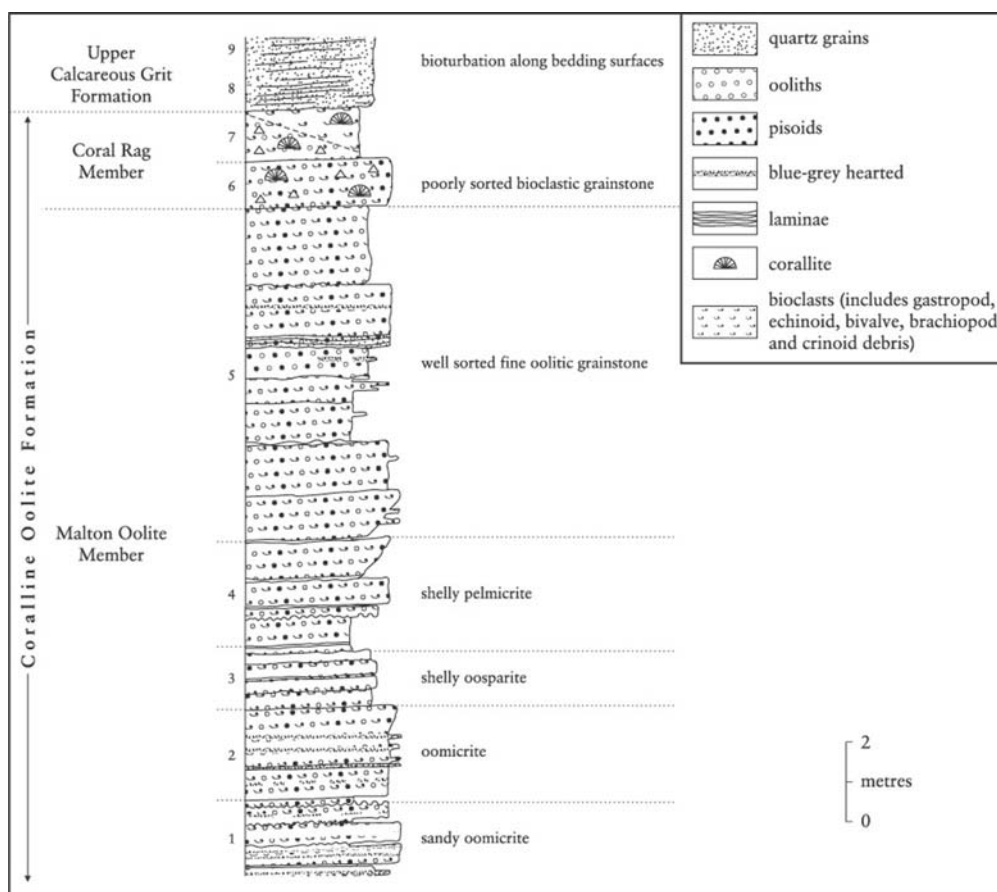 Upper
Calcareous Grit
Formation
Coral Rag
Member
Malton Oolite
Member
Coralline Oolite Formation
9
8
7
6
5
4
3
2
1
bioturbation along bedding surfaces
poorly sorted bioclastic grainstone
well sorted fine oolitic grainstone
shelly pelmicrite
shelly oosparite
oomicrite
sandy oomicrite
quartz grains
ooliths
pisoids
blue-grey hearted
laminae
corallite
bioclasts (includes gastropod,
echinoid, bivalve, brachiopod
and crinoid debris)
2
metres
0